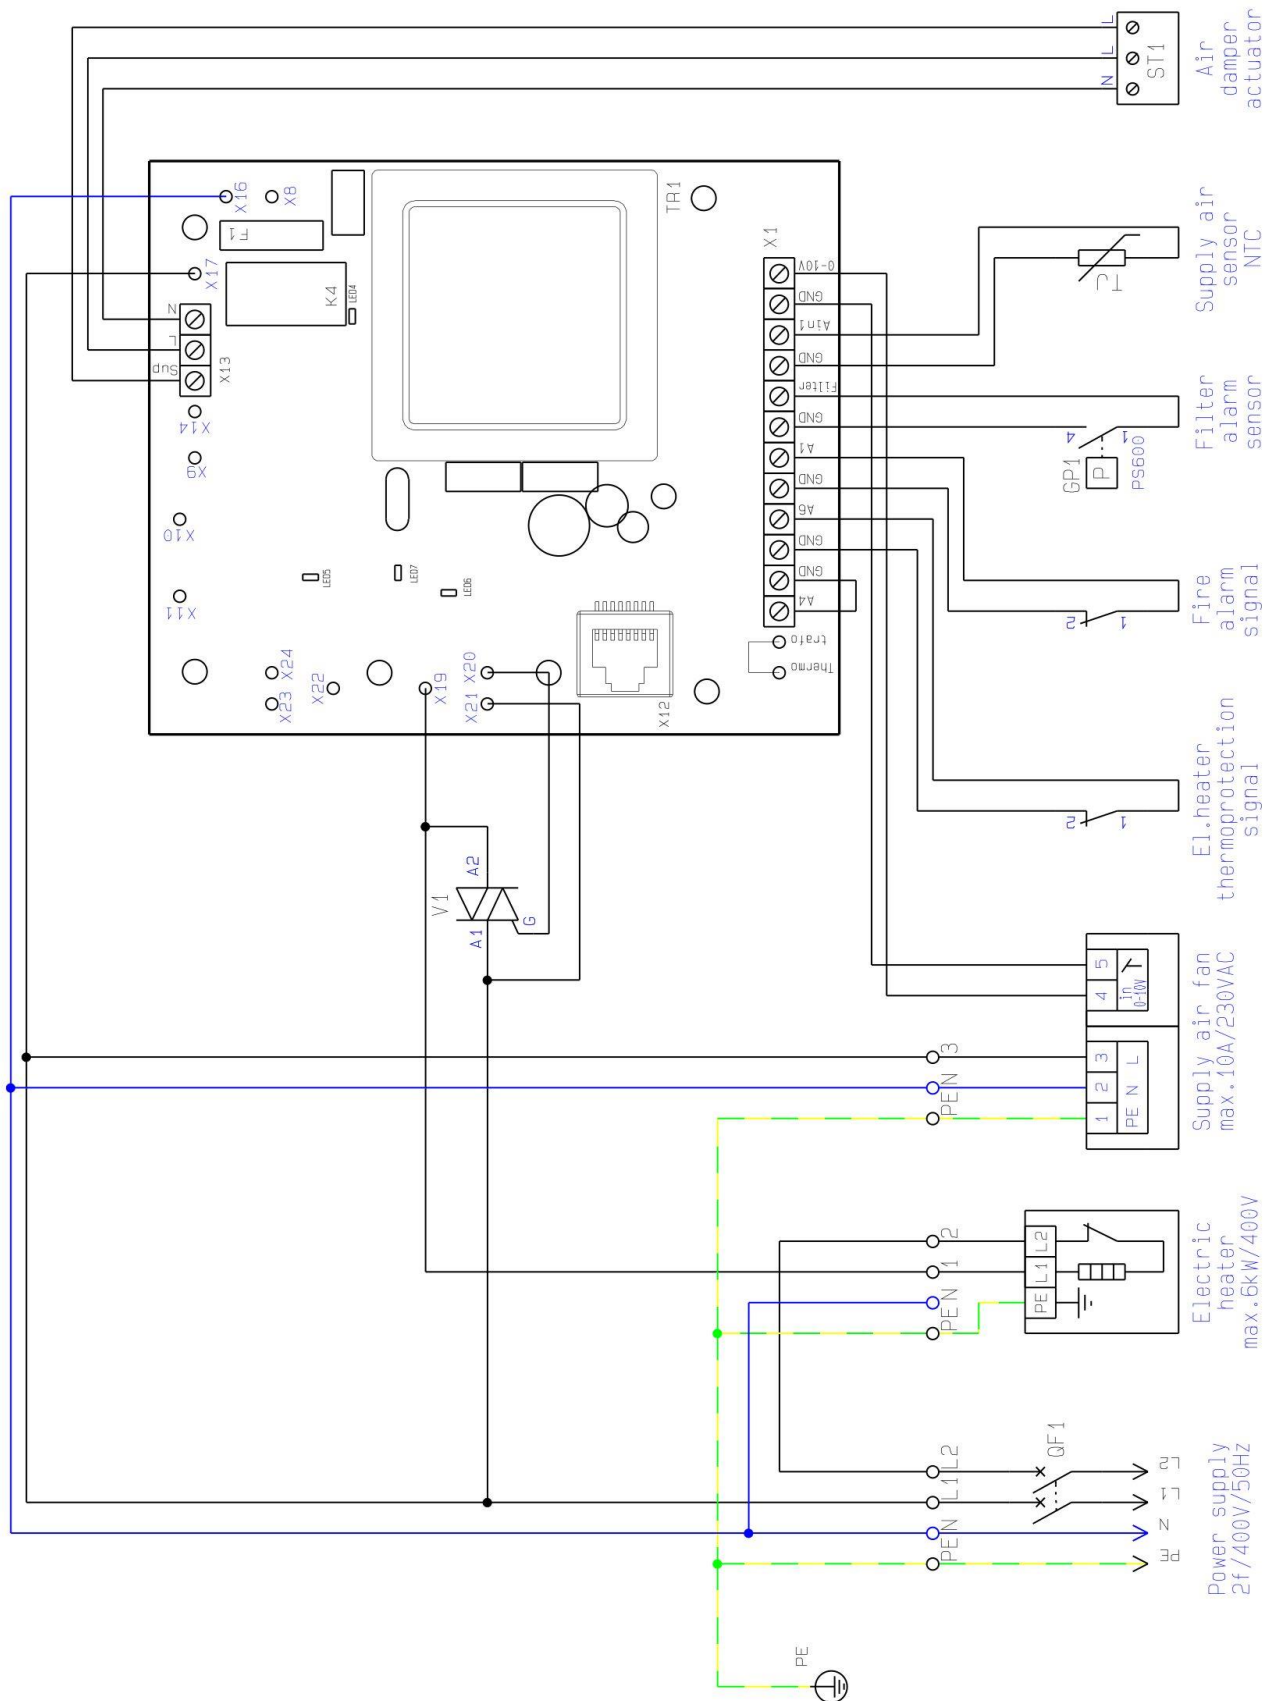 L
L
N
ST1
Air
damper
actuator
X16
X8
F1
TR1
X17
K4
LED4
N
L
Sup
X13
X14
X9
X10
X11
LED5
LED7
LED6
X1
0-10V
GND
Ain1
GND
Filter
GND
A1
GND
A6
GND
GND
A4
trafo
Thermo
X24
X23
X22
X19
X20
X21
X12
TJ
Supply air
sensor
NTC
4
1
GP1
P
PS600
Filter
alarm
sensor
2
1
Fire
alarm
signal
2
1
El.heater
thermoprotection
signal
V1
A2
A1
G
5
4
in
0-10V
3
N
PE
3
2
1
L
N
PE
Supply air fan
max.10A/230VAC
2
1
N
PE
L2
L1
PE
Electric
heater
max.6kW/400V
L2
L1
N
PE
QF1
L2
L1
N
PE
Power supply
2f/400V/50Hz
PE